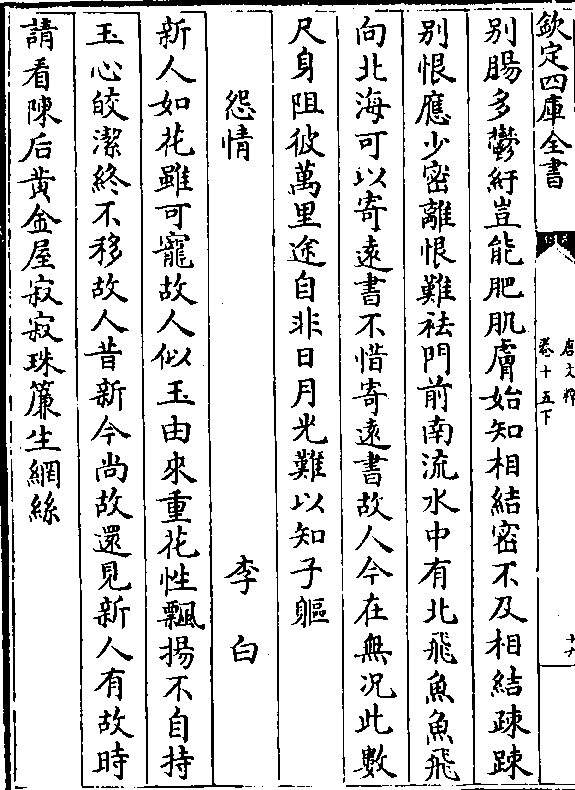 欽定四庫全書
唐文粹
卷十五下
十九
别腸多鬱紆豈能肥肌膚始知相結密不及相結疎疎
别恨應少密離恨難袪門前南流水中有北飛魚魚飛
向北海可以寄遠書不惜寄遠書故人今在無况此數
尺身阻彼萬里途自非日月光難以知子軀
怨情 李白
新人如花雖可寵故人似玉由來重花性飄揚不自持
玉心皎潔終不移故人昔新今尚故還見新人有故時
請看陳后黄金屋寂寂珠簾生網絲